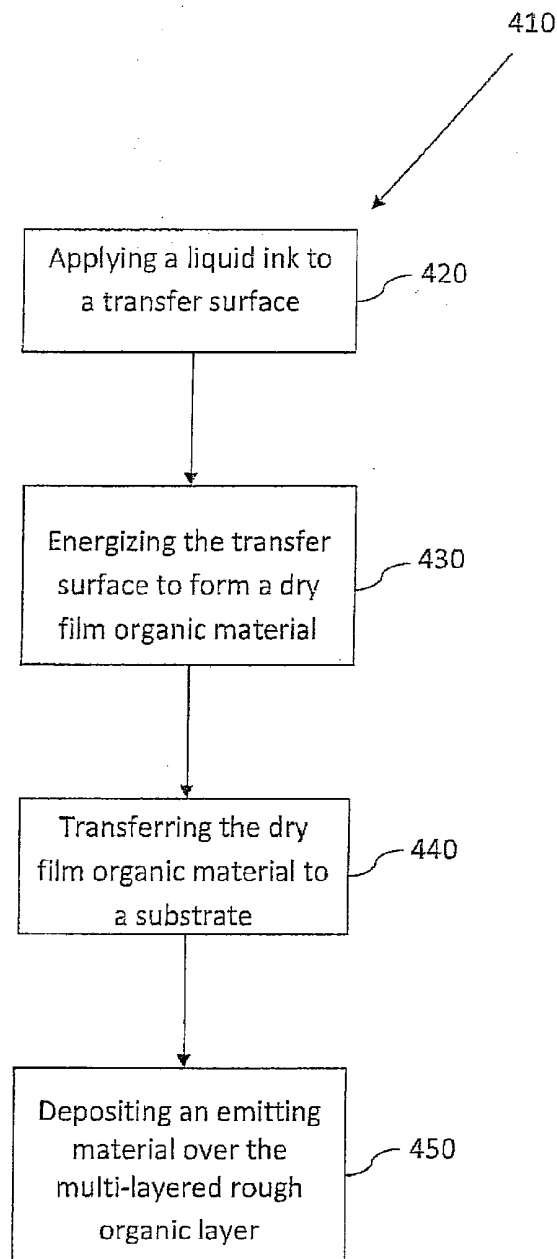 410
Applying a liquid ink to
a transfer surface
420
Energizing the transfer
surface to form a dry
film organic material
430
Transferring the dry
film organic material to
a substrate
440
Depositing an emitting
material over the
multi-layered rough
organic layer
450